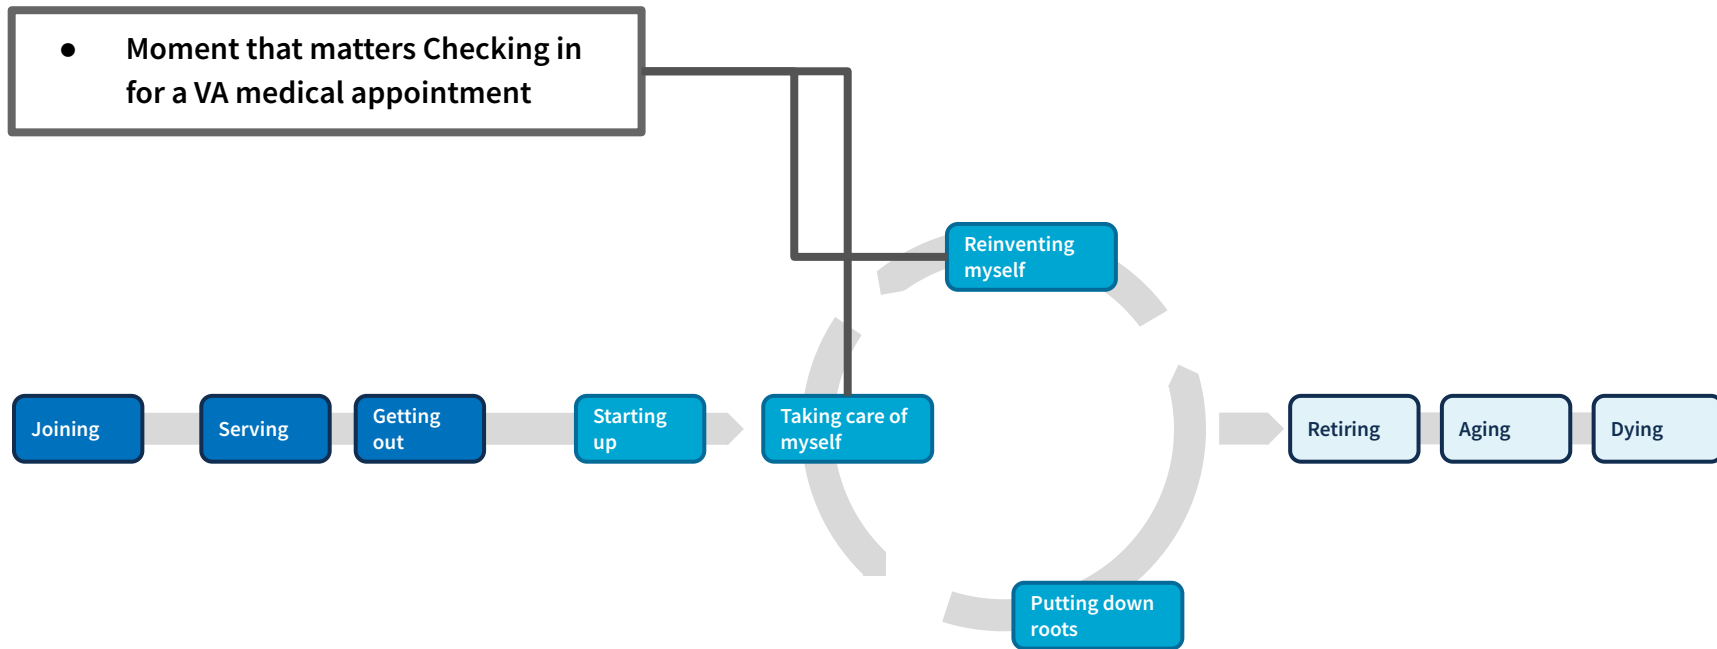 ● Moment that matters Checking in
for a VA medical appointment
Reinventing
myself
Joining
Serving
Getting
out
Starting
up
Taking care of
myself
Retiring
Aging
Dying
Putting down
roots